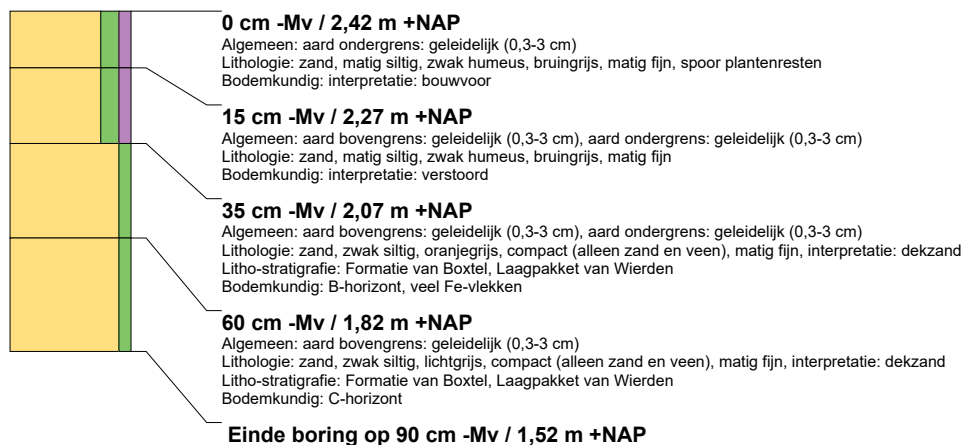 0 cm -Mv / 2,42 m +NAP
Algemeen: aard ondergrens: geleidelijk (0,3-3 cm)
Lithologie: zand, matig siltig, zwak humeus, bruingrijs, matig fijn, spoor plantenresten
Bodemkundig: interpretatie: bouwvoor
15 cm -Mv / 2,27 m +NAP
Algemeen: aard bovengrens: geleidelijk (0,3-3 cm), aard ondergrens: geleidelijk (0,3-3 cm)
Lithologie: zand, matig siltig, zwak humeus, bruingrijs, matig fijn
Bodemkundig: interpretatie: verstoord
35 cm -Mv / 2,07 m +NAP
Algemeen: aard bovengrens: geleidelijk (0,3-3 cm), aard ondergrens: geleidelijk (0,3-3 cm)
Lithologie: zand, zwak siltig, oranjegrijs, compact (alleen zand en veen), matig fijn, interpretatie: dekzand
Litho-stratigrafie: Formatie van Boxtel, Laagpakket van Wierden
Bodemkundig: B-horizont, veel Fe-vlekken
60 cm -Mv / 1,82 m +NAP
Algemeen: aard bovengrens: geleidelijk (0,3-3 cm)
Lithologie: zand, zwak siltig, lichtgrijs, compact (alleen zand en veen), matig fijn, interpretatie: dekzand
Litho-stratigrafie: Formatie van Boxtel, Laagpakket van Wierden
Bodemkundig: C-horizont
Einde boring op 90 cm -Mv / 1,52 m +NAP